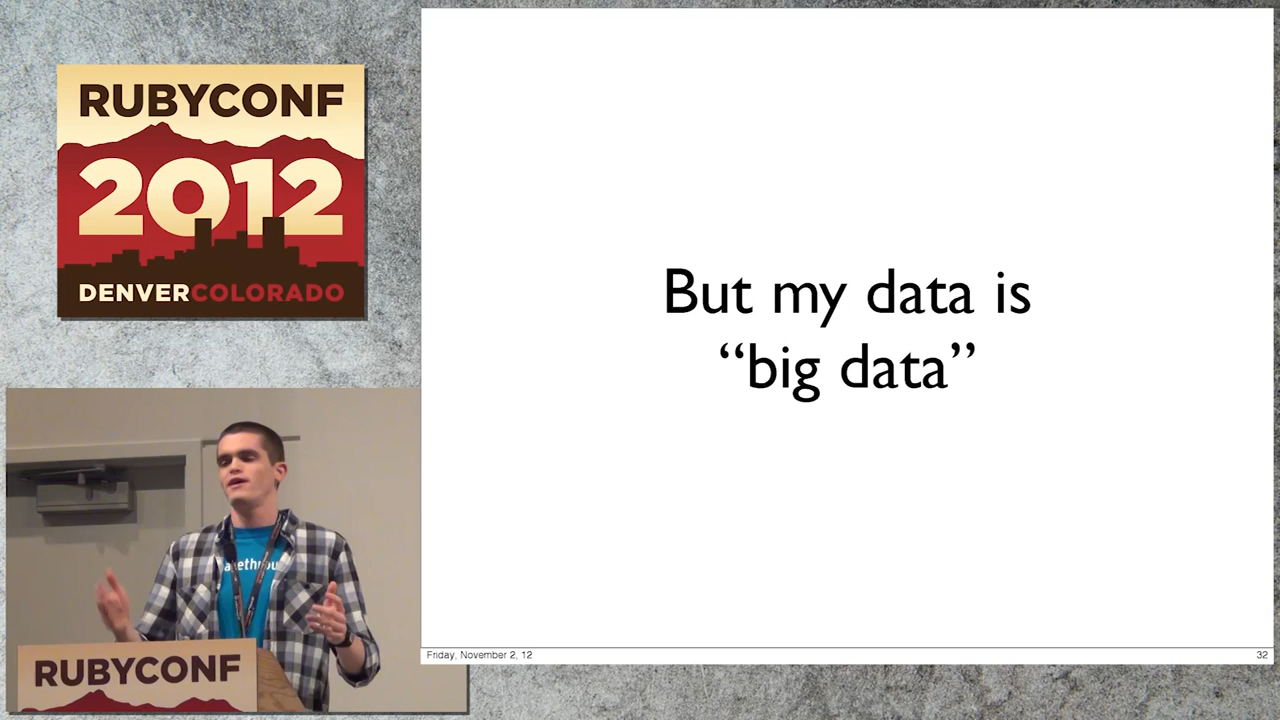 RUBYCONF
2012
DENVERCOLORADO
But my data is
“big data”
Friday, November 2, 12
32
RUBYCONF